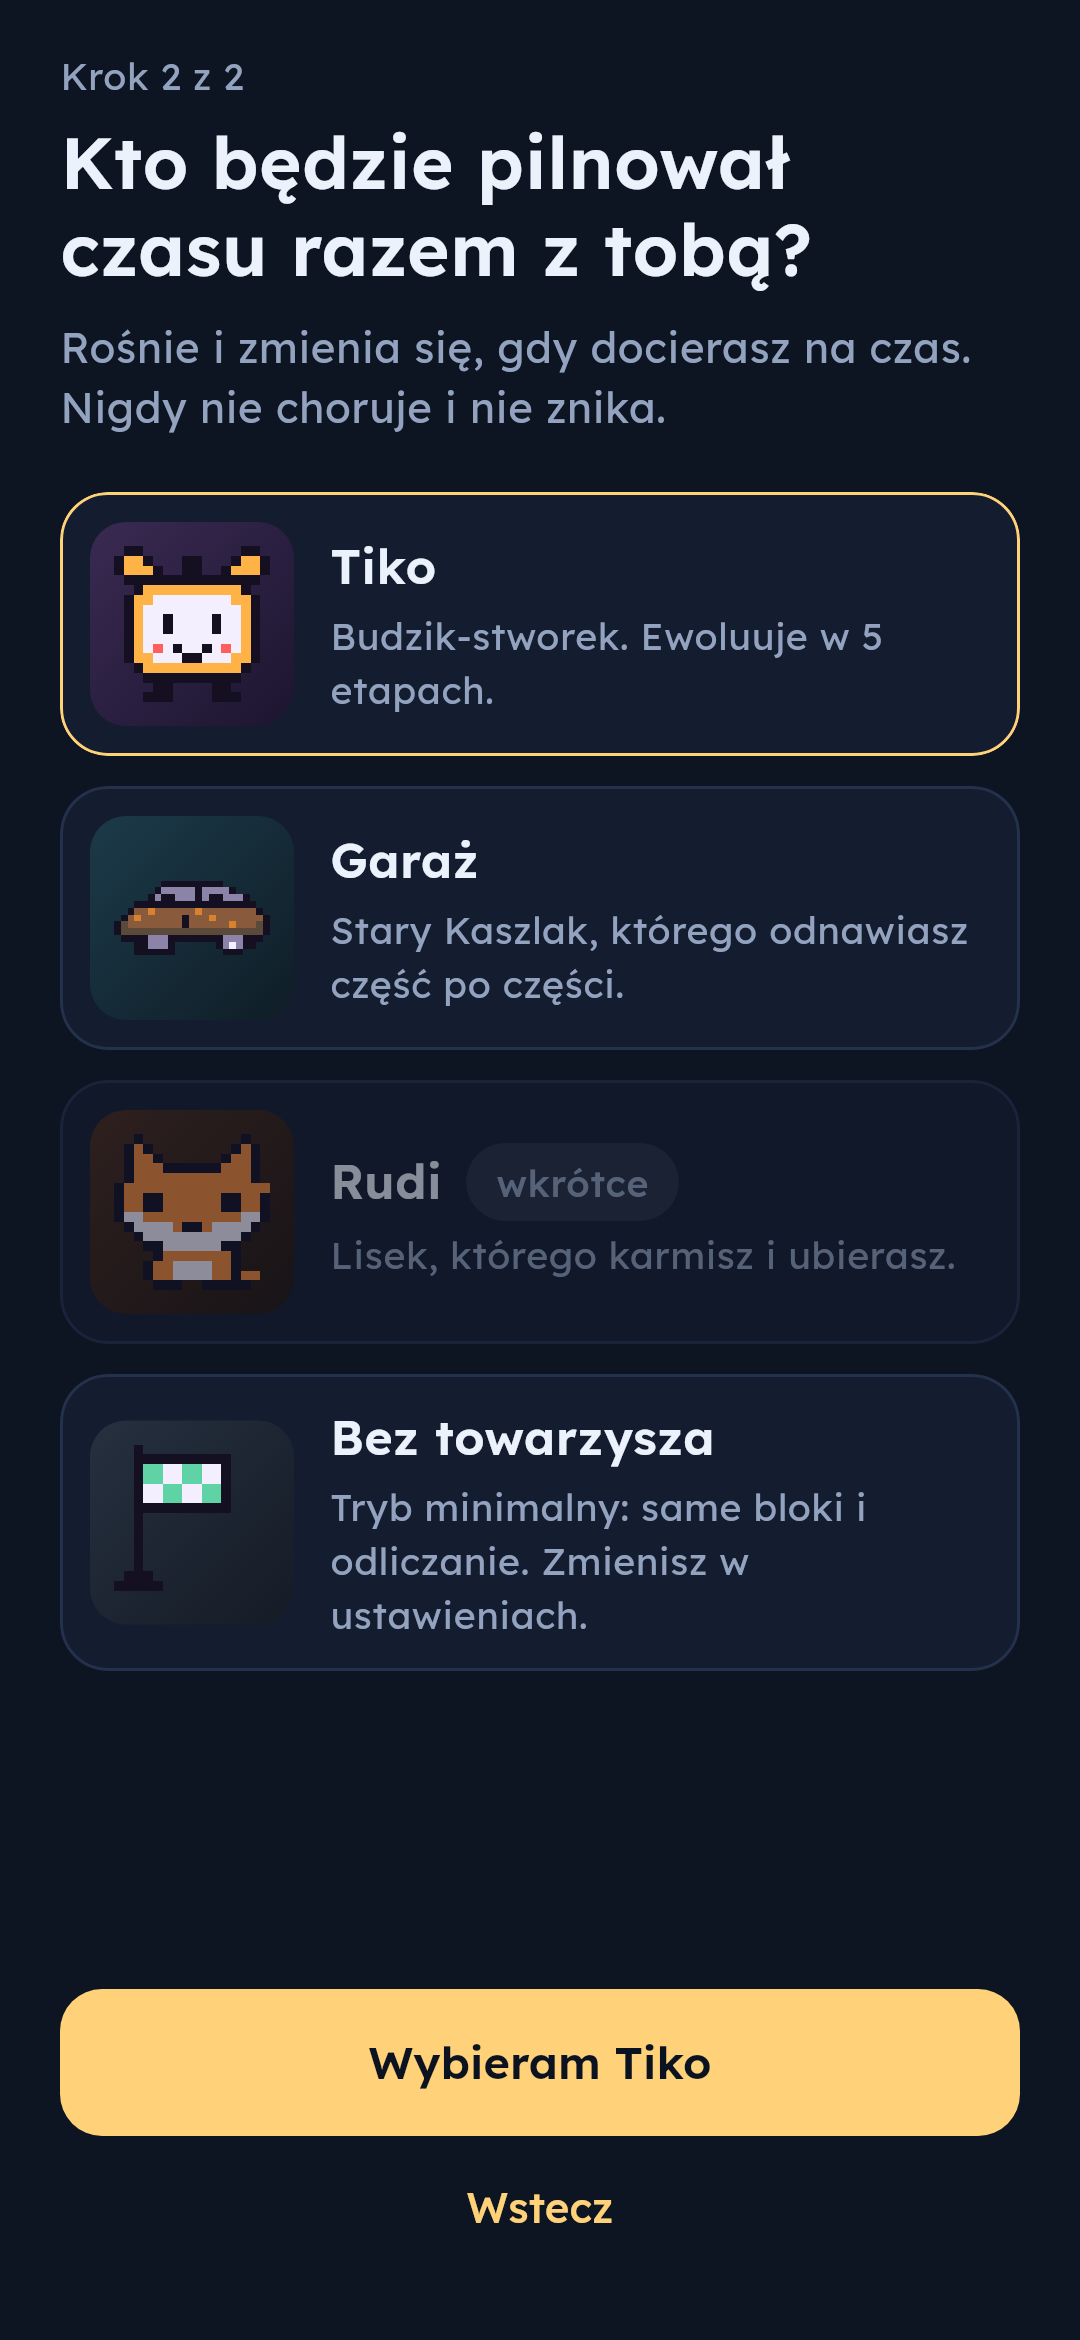 Krok 2 z 2
Kto będzie pilnował
czasu razem z tobą?
Rośnie i zmienia się, gdy docierasz na czas.
Nigdy nie choruje i nie znika.
Tiko
Budzik-stworek. Ewoluuje w 5
etapach.
Garaż
Stary Kaszlak, którego odnawiasz
część po części.
Rudi wkrótce
Lisek, którego karmisz i ubierasz.
Bez towarzysza
Tryb minimalny: same bloki i
odliczanie. Zmienisz w
ustawieniach.
Wybieram Tiko
Wstecz